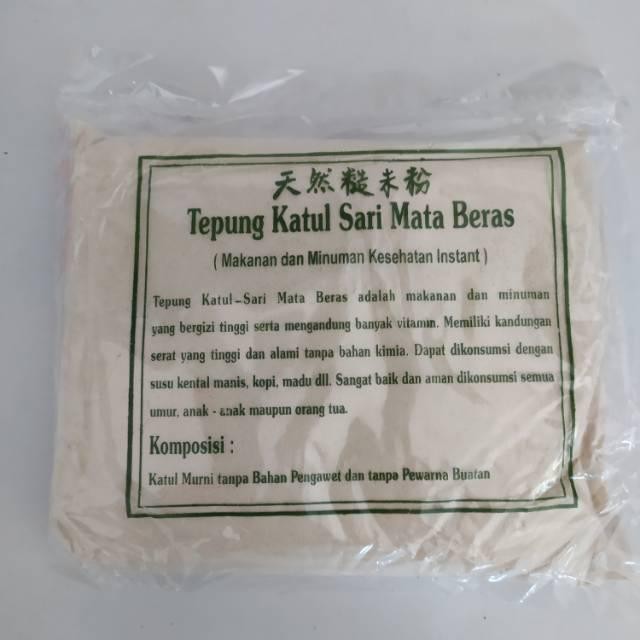 天然糙米粉
Tepung Katul Sari Mata Beras
( Makanan dan Minuman Kesehatan Instant )
Tepung Katul-Sari Mata Beras adalah makanan dan minuman
yang bergizi tinggi serta mengandung banyak vitamin. Memiliki kandungan
serat yang tinggi dan alami tanpa bahan kimia. Dapat dikonsumsi dengan
susu kental manis, kopi, madu dll. Sangat baik dan aman dikonsumsi semua
umur, anak - anak maupun orang tua.
Komposisi :
Katul Murni tanpa Bahan Pengawet dan tanpa Pewarna Buatan